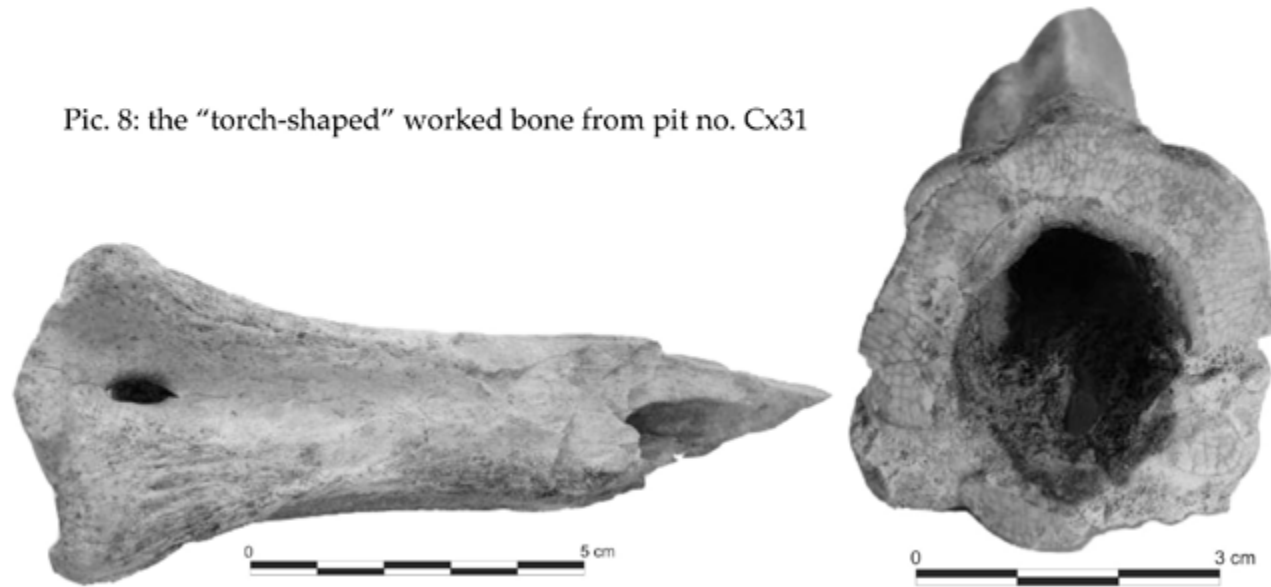 Pic. 8: the “torch-shaped” worked bone from pit no. Cx31
0 5 cm
0 3 cm